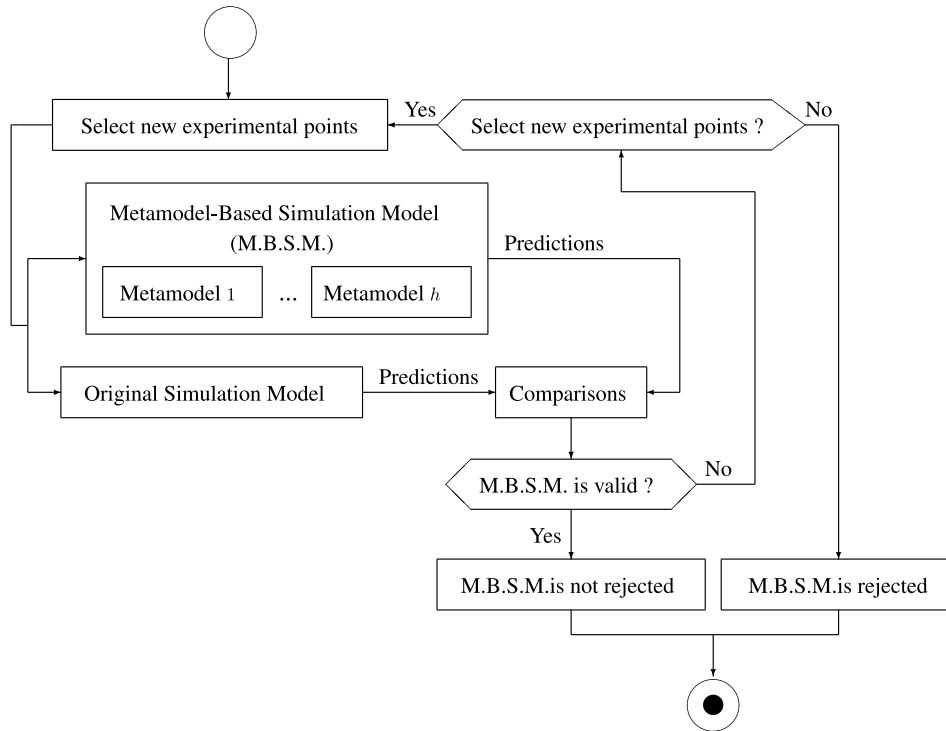 Select new experimental points
Yes
Select new experimental points ?
No
Metamodel-Based Simulation Model
(M.B.S.M.)
Predictions
Metamodel 1
...
Metamodel h
Original Simulation Model
Predictions
Comparisons
M.B.S.M. is valid ?
No
Yes
M.B.S.M.is not rejected
M.B.S.M.is rejected